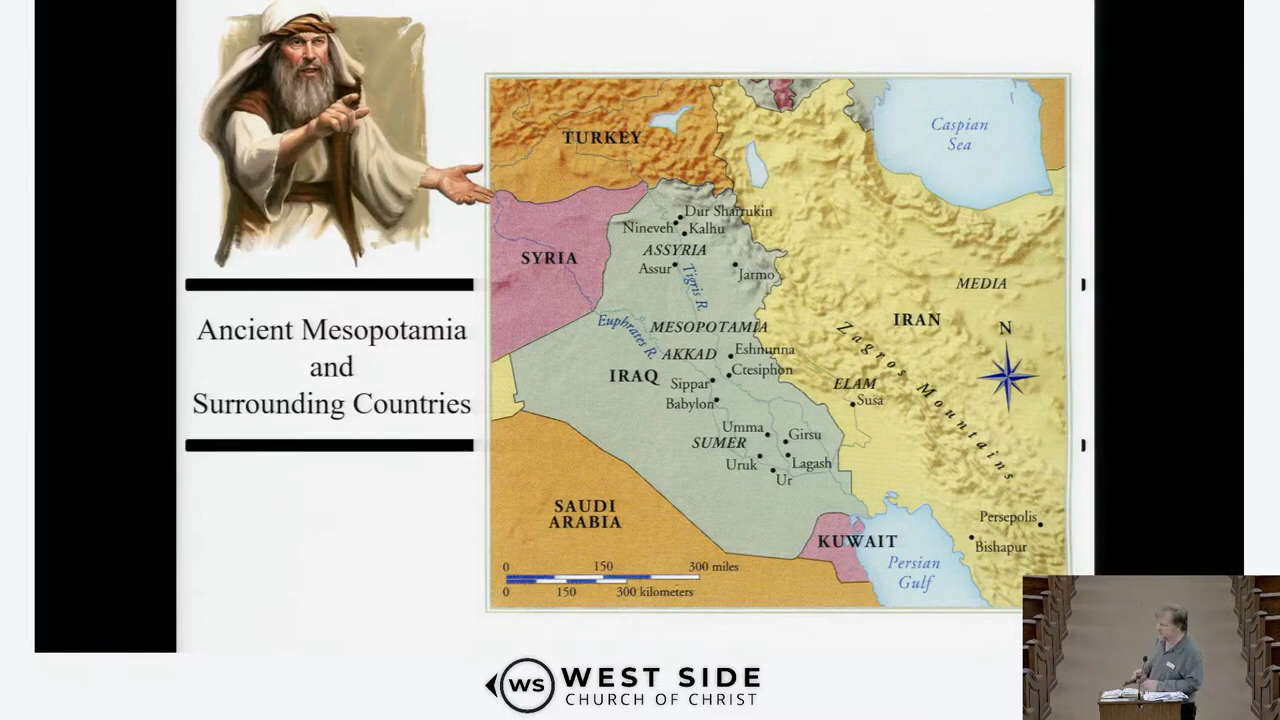 Ancient Mesopotamia
and
Surrounding Countries
TURKEY
Caspian
Sea
Dur Sharrukin
Nineveh
Kalhu
ASSYRIA
SYRIA
Assur
Jarmo
Tigris R.
MEDIA
IRAN
N
Euphrates R.
MESOPOTAMIA
Zagros Mountains
AKKAD
Eshnunna
Ctesiphon
IRAQ
Sippar
ELAM
Susa
Babylon
Umma
Girsu
SUMER
Uruk
Lagash
Ur
SAUDI
ARABIA
Persepolis
KUWAIT
Bishapur
Persian
Gulf
0 150 300 miles
0 150 300 kilometers
WS
WEST SIDE
CHURCH OF CHRIST